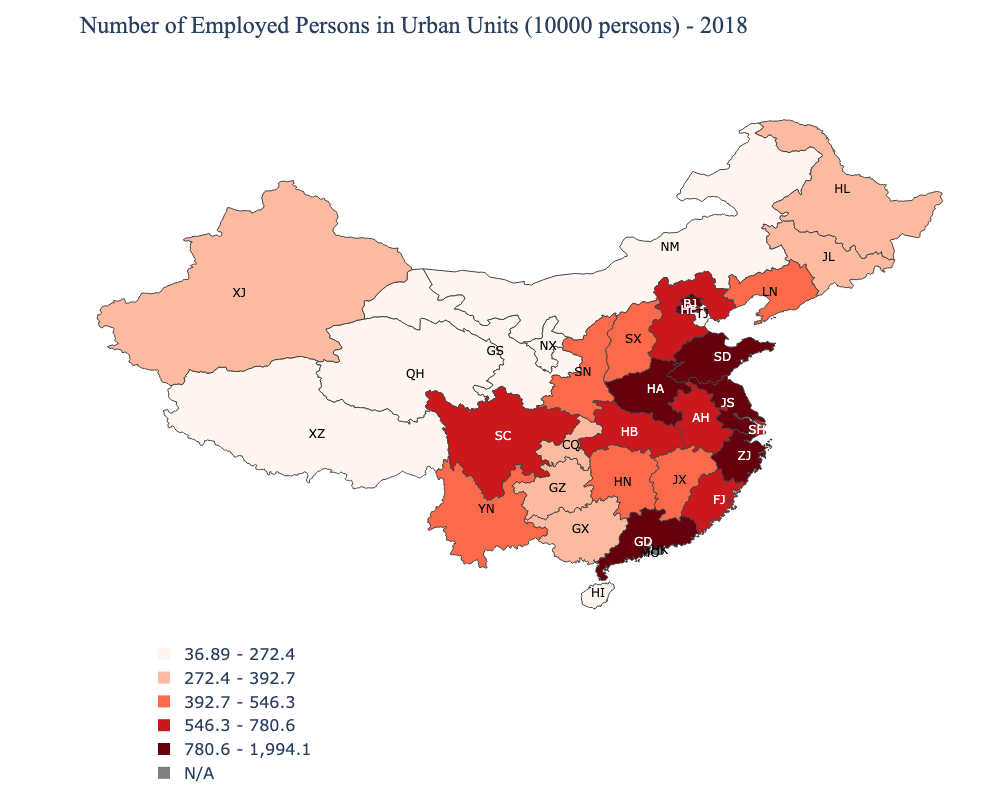 Number of Employed Persons in Urban Units (10000 persons) - 2018
HL
NM
JL
XJ
LN
BJ
HE
TJ
SX
NX
GS
SD
SN
QH
HA
JS
AH
SH
XZ
SC
HB
CQ
ZJ
HN
JX
GZ
FJ
YN
GX
GD
HK
MO
HI
36.89 - 272.4
272.4 - 392.7
392.7 - 546.3
546.3 - 780.6
780.6 - 1,994.1
N/A